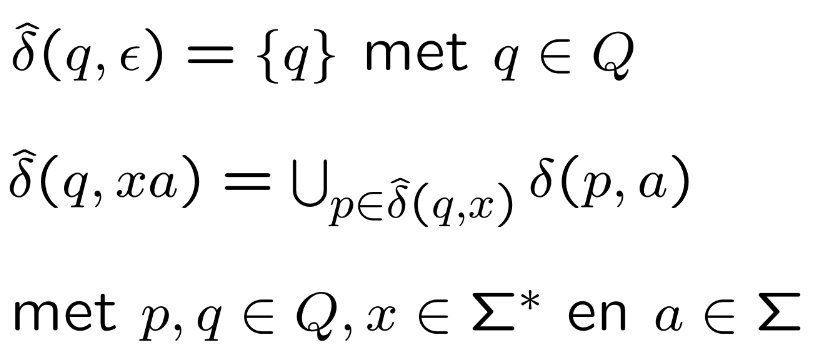 δ̂(q, ϵ) = {q} met q ∈ Q
δ̂(q, xa) = ⋃_{p∈δ̂(q,x)} δ(p, a)
met p, q ∈ Q, x ∈ Σ* en a ∈ Σ